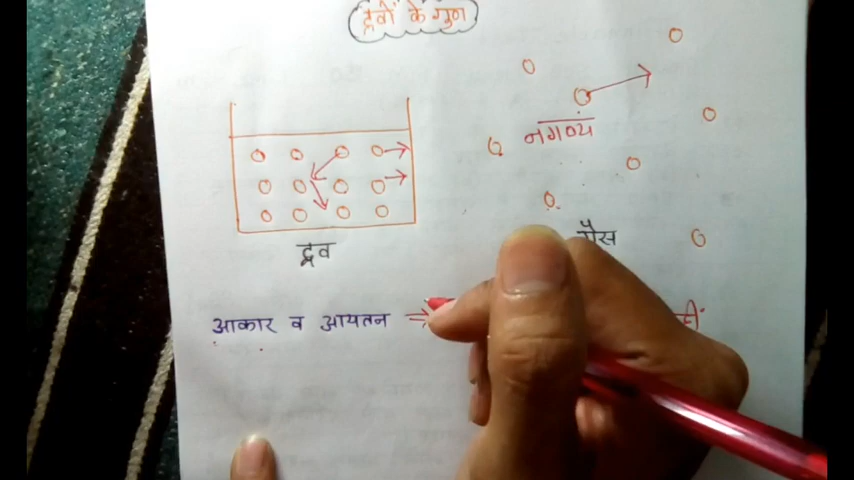 द्रवों के गुण
नगण्य
द्रव
गैस
आकार व आयतन →